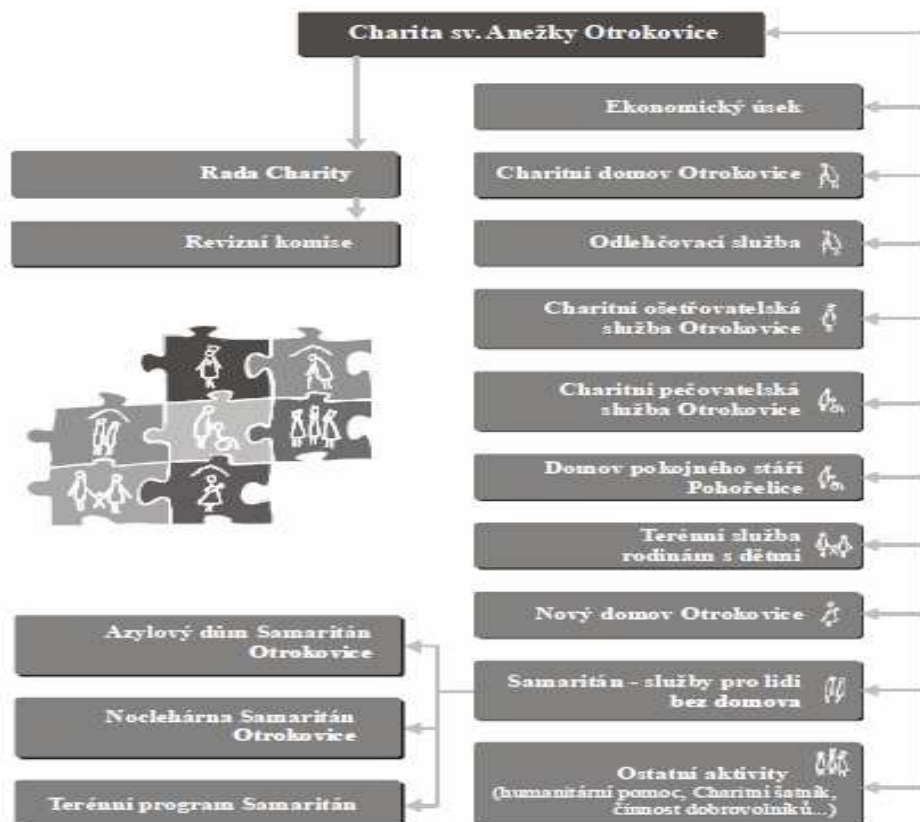 Charita sv. Anežky Otrokovice
Ekonomický úsek
Rada Charity
Charitní domov Otrokovice
Revizní komise
Odlehčovací služba
Charitní ošetřovatelská
služba Otrokovice
Charitní pečovatelská
služba Otrokovice
Domov pokojného stáří
Pohořelice
Terénní služba
rodinám s dětmi
Nový domov Otrokovice
Azylový dům Samaritán
Otrokovice
Samaritán - služby pro lidi
bez domova
Noclehárna Samaritán
Otrokovice
Ostatní aktivity
(humanitární pomoc, Charitní šatník,
činnost dobrovolníků...)
Terénní program Samaritán